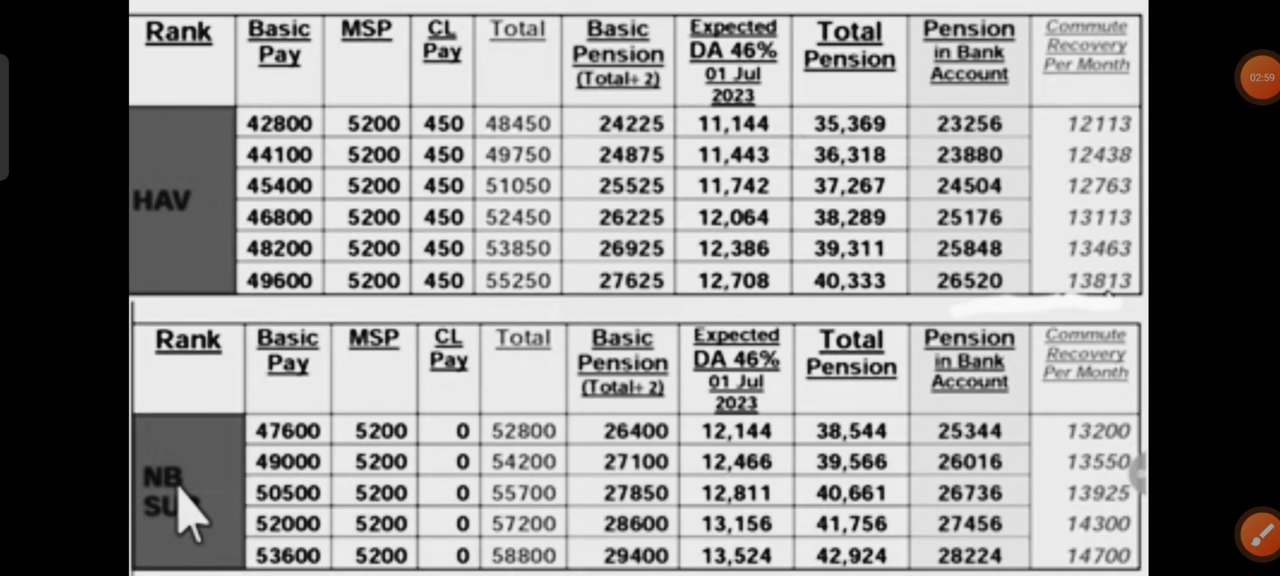 Rank Basic Pay MSP CL Pay Total Basic Pension (Total÷2) Expected DA 46% 01 Jul 2023 Total Pension Pension in Bank Account Commute Recovery Per Month
HAV
42800 5200 450 48450 24225 11,144 35,369 23256 12113
44100 5200 450 49750 24875 11,443 36,318 23880 12438
45400 5200 450 51050 25525 11,742 37,267 24504 12763
46800 5200 450 52450 26225 12,064 38,289 25176 13113
48200 5200 450 53850 26925 12,386 39,311 25848 13463
49600 5200 450 55250 27625 12,708 40,333 26520 13813
Rank Basic Pay MSP CL Pay Total Basic Pension (Total÷2) Expected DA 46% 01 Jul 2023 Total Pension Pension in Bank Account Commute Recovery Per Month
NB
47600 5200 0 52800 26400 12,144 38,544 25344 13200
49000 5200 0 54200 27100 12,466 39,566 26016 13550
50500 5200 0 55700 27850 12,811 40,661 26736 13925
52000 5200 0 57200 28600 13,156 41,756 27456 14300
53600 5200 0 58800 29400 13,524 42,924 28224 14700
02:59